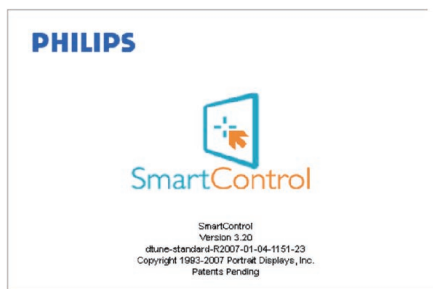 PHILIPS
SmartControl
SmartControl
Version 3.20
dtune-standard-R2007-01-04-1151-23
Copyright 1993-2007 Portrait Displays, Inc.
Patents Pending